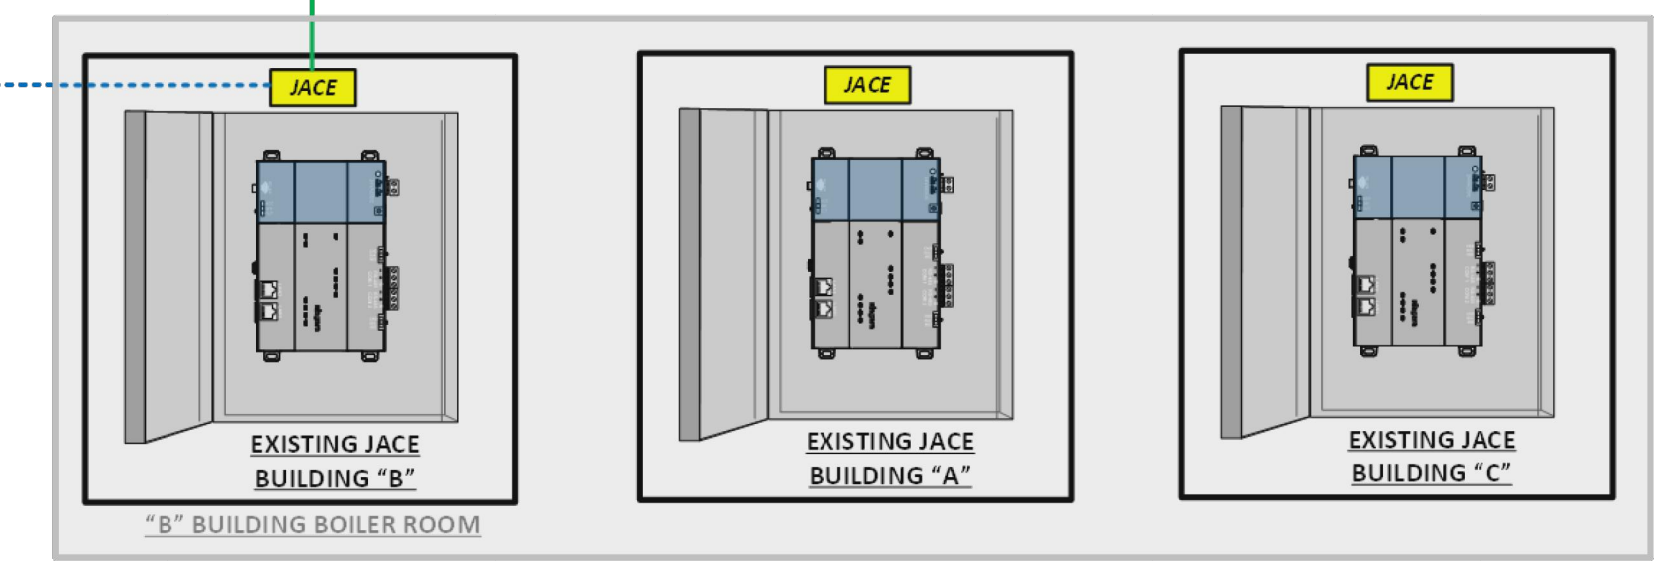 JACE
EXISTING JACE
BUILDING “B”
“B” BUILDING BOILER ROOM
JACE
EXISTING JACE
BUILDING “A”
JACE
EXISTING JACE
BUILDING “C”